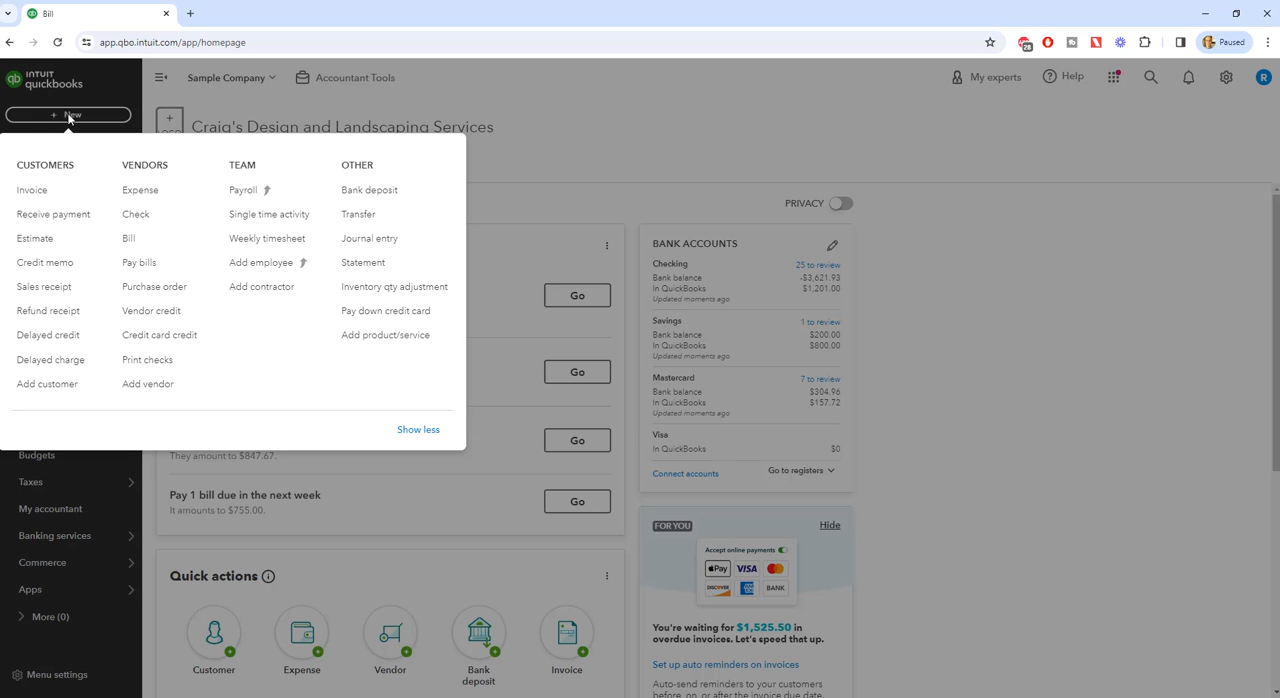 Bill
app.qbo.intuit.com/app/homepage
28
Paused
qb INTUIT
quickbooks
Sample Company
Accountant Tools
My experts
Help
R
+ New
+
Craig's Design and Landscaping Services
CUSTOMERS
Invoice
Receive payment
Estimate
Credit memo
Sales receipt
Refund receipt
Delayed credit
Delayed charge
Add customer
VENDORS
Expense
Check
Bill
Pay bills
Purchase order
Vendor credit
Credit card credit
Print checks
Add vendor
TEAM
Payroll
Single time activity
Weekly timesheet
Add employee
Add contractor
OTHER
Bank deposit
Transfer
Journal entry
Statement
Inventory qty adjustment
Pay down credit card
Add product/service
Show less
Budgets
Taxes
My accountant
Banking services
Commerce
Apps
More (0)
Menu settings
PRIVACY
Go
Go
Go
They amount to $847.67.
Pay 1 bill due in the next week
It amounts to $755.00.
Go
Quick actions
Customer
Expense
Vendor
Bank
deposit
Invoice
BANK ACCOUNTS
Checking 25 to review
Bank balance -$3,621.93
In QuickBooks $1,201.00
Updated moments ago
Savings 1 to review
Bank balance $200.00
In QuickBooks $800.00
Updated moments ago
Mastercard 7 to review
Bank balance $304.96
In QuickBooks $157.72
Updated moments ago
Visa
In QuickBooks $0
Connect accounts Go to registers
FOR YOU Hide
Accept online payments
Pay VISA
DISCOVER BANK
You're waiting for $1,525.50 in
overdue invoices. Let's speed that up.
Set up auto reminders on invoices
Auto-send reminders to your customers
before, on, or after the invoice due date.